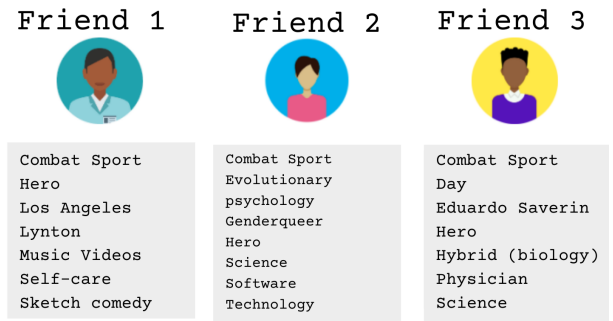 Friend 1
Combat Sport
Hero
Los Angeles
Lynton
Music Videos
Self-care
Sketch comedy
Friend 2
Combat Sport
Evolutionary
psychology
Genderqueer
Hero
Science
Software
Technology
Friend 3
Combat Sport
Day
Eduardo Saverin
Hero
Hybrid (biology)
Physician
Science